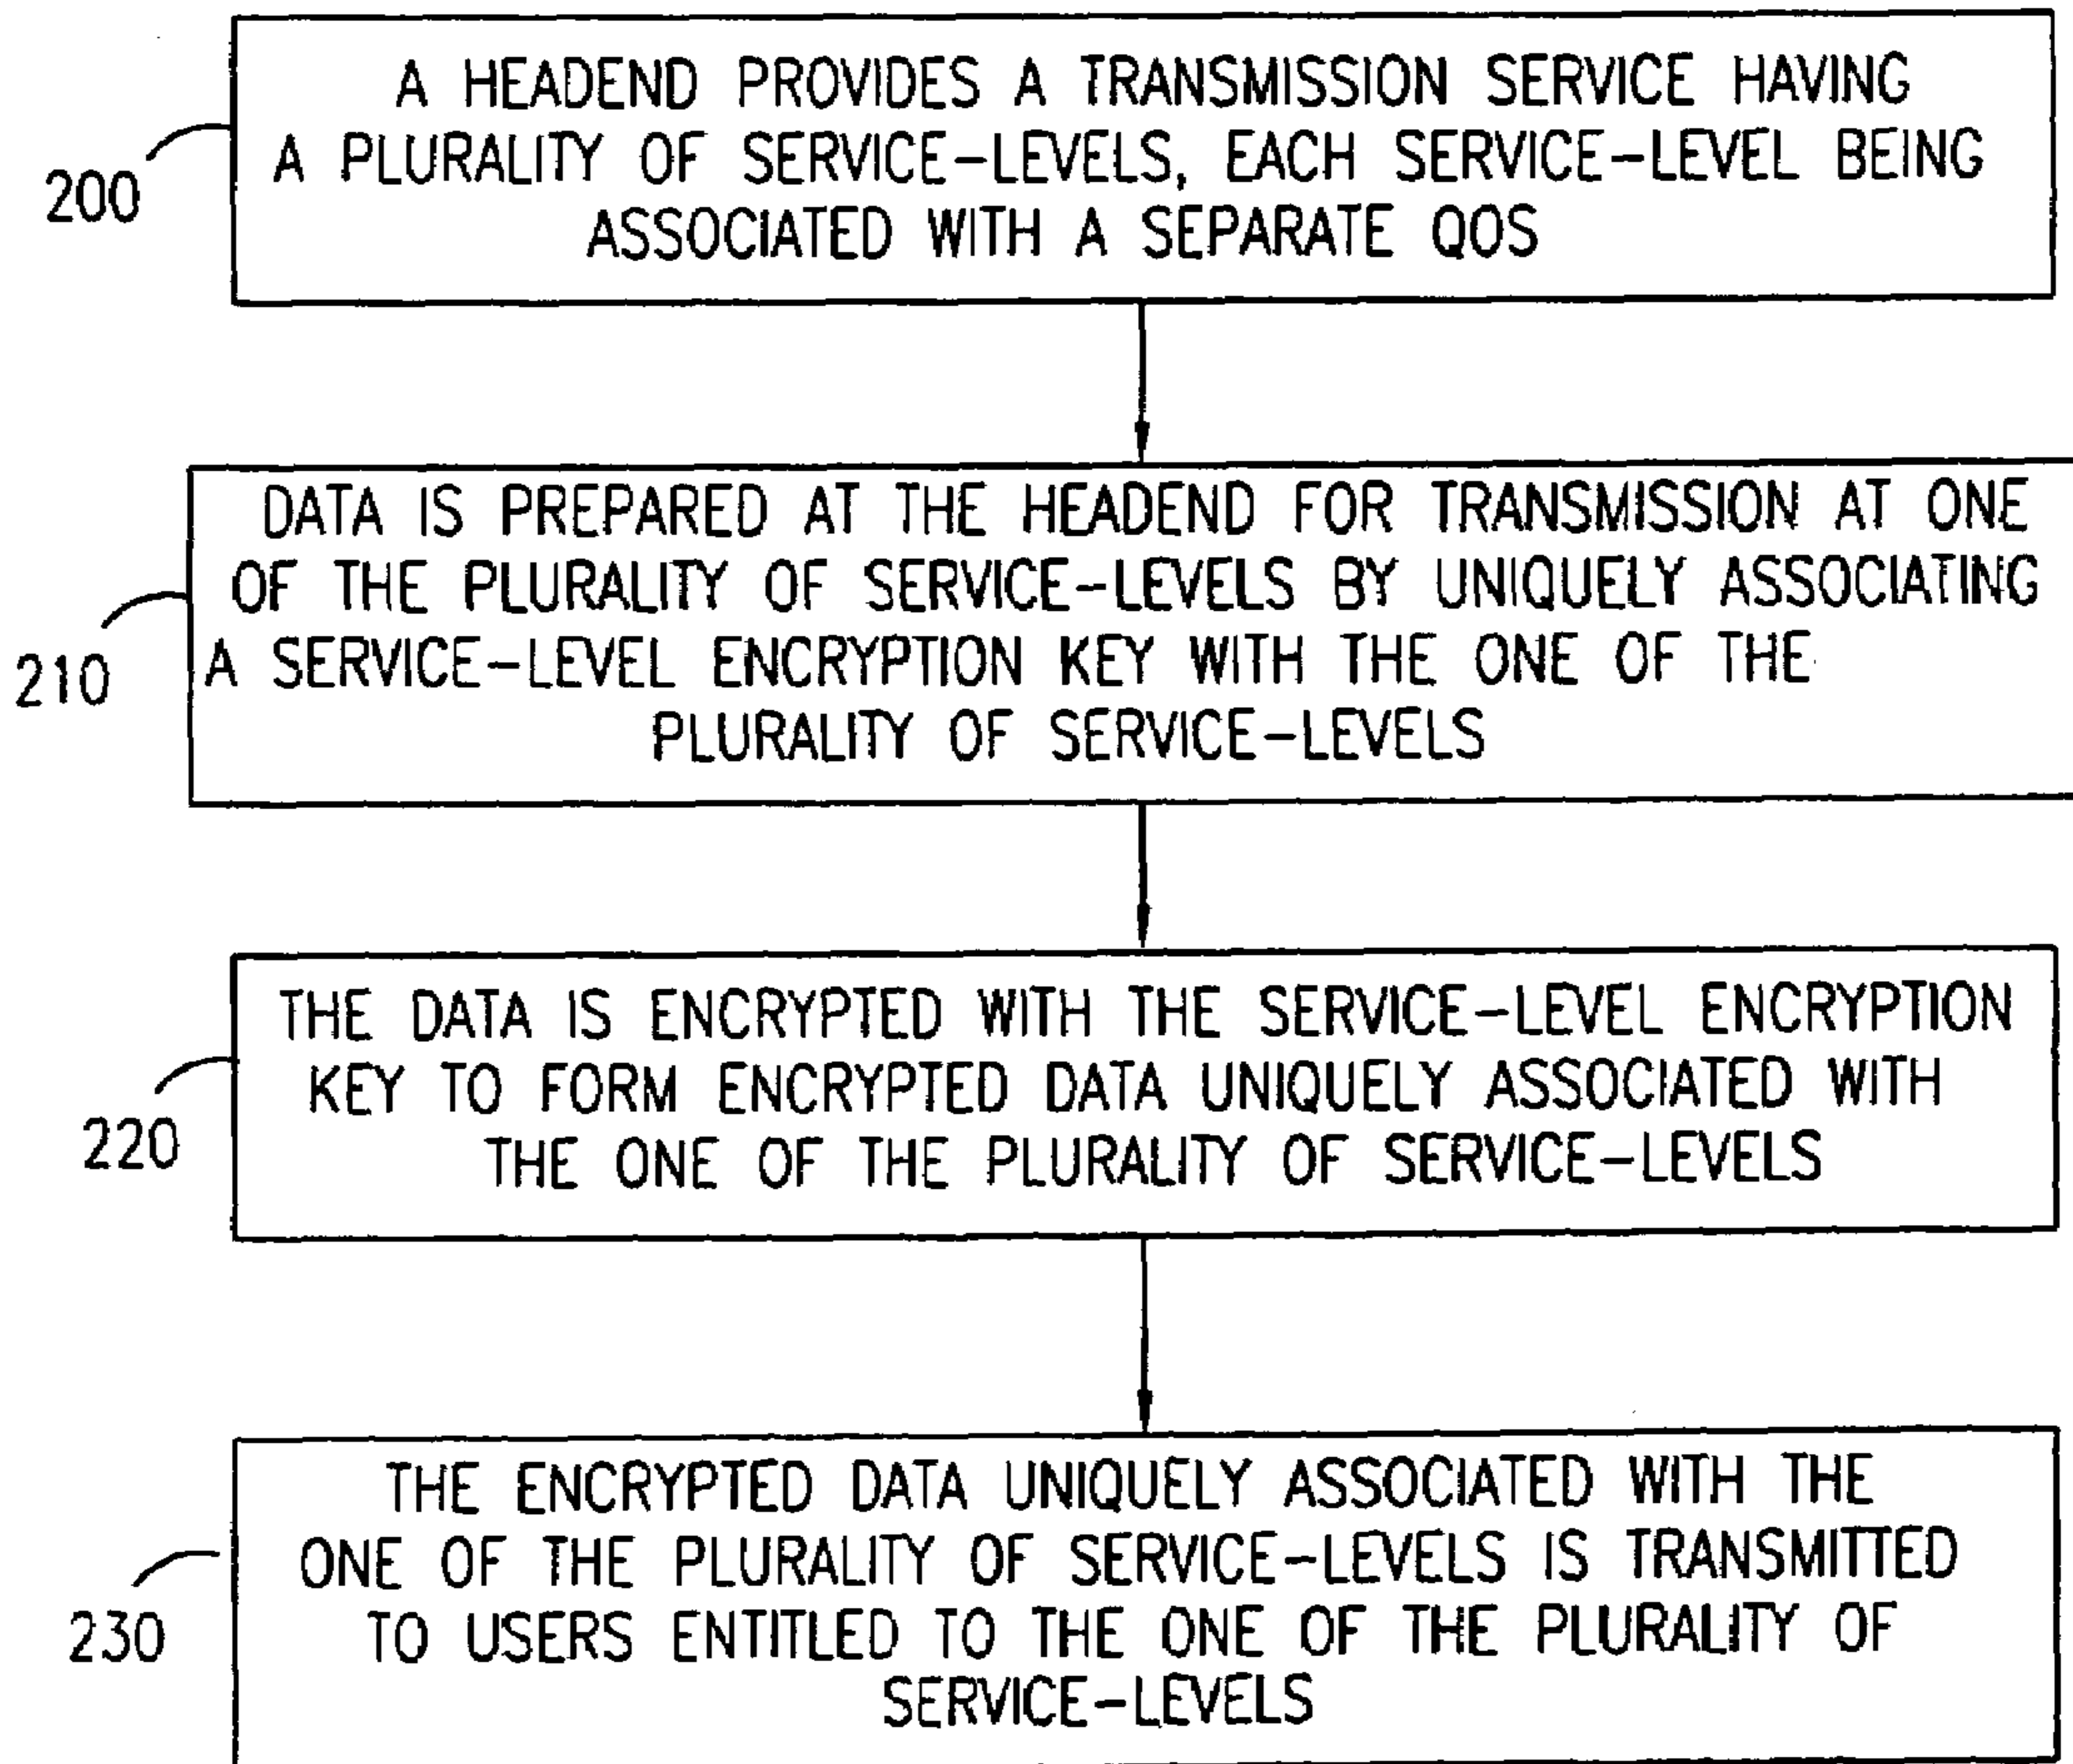 A HEADEND PROVIDES A TRANSMISSION SERVICE HAVING
A PLURALITY OF SERVICE-LEVELS, EACH SERVICE-LEVEL BEING
ASSOCIATED WITH A SEPARATE QOS
200
DATA IS PREPARED AT THE HEADEND FOR TRANSMISSION AT ONE
OF THE PLURALITY OF SERVICE-LEVELS BY UNIQUELY ASSOCIATING
A SERVICE-LEVEL ENCRYPTION KEY WITH THE ONE OF THE
PLURALITY OF SERVICE-LEVELS
210
THE DATA IS ENCRYPTED WITH THE SERVICE-LEVEL ENCRYPTION
KEY TO FORM ENCRYPTED DATA UNIQUELY ASSOCIATED WITH
THE ONE OF THE PLURALITY OF SERVICE-LEVELS
220
THE ENCRYPTED DATA UNIQUELY ASSOCIATED WITH THE
ONE OF THE PLURALITY OF SERVICE-LEVELS IS TRANSMITTED
TO USERS ENTITLED TO THE ONE OF THE PLURALITY OF
SERVICE-LEVELS
230